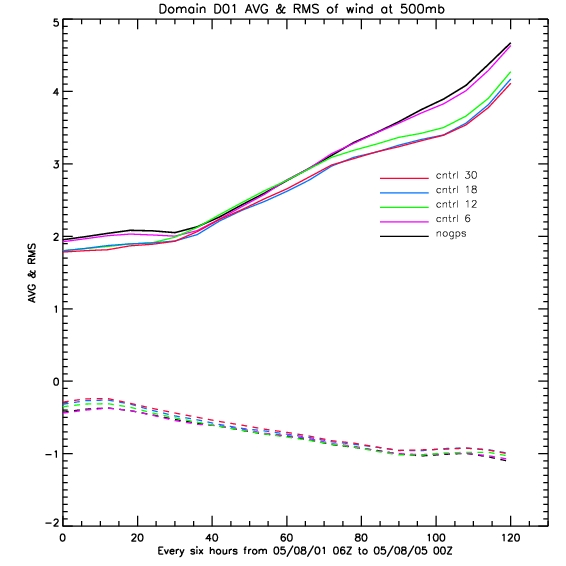 Domain D01 AVG & RMS of wind at 500mb
5
4
3
2
1
0
-1
-2
AVG & RMS
cntrl 30
cntrl 18
cntrl 12
cntrl 6
nogps
0 20 40 60 80 100 120
Every six hours from 05/08/01 06Z to 05/08/05 00Z